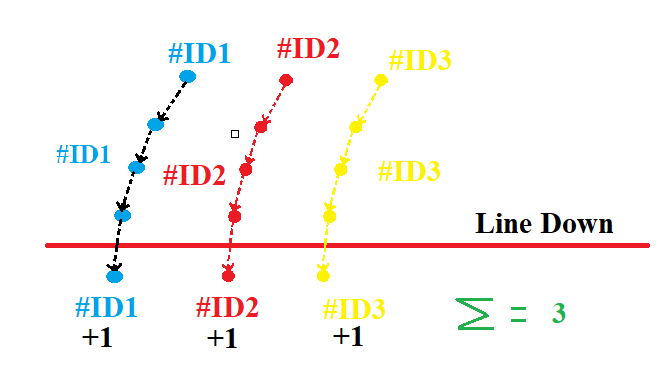 #ID1 #ID2 #ID3
#ID1 #ID2 #ID3
Line Down
#ID1 #ID2 #ID3
+1 +1 +1
∑ = 3